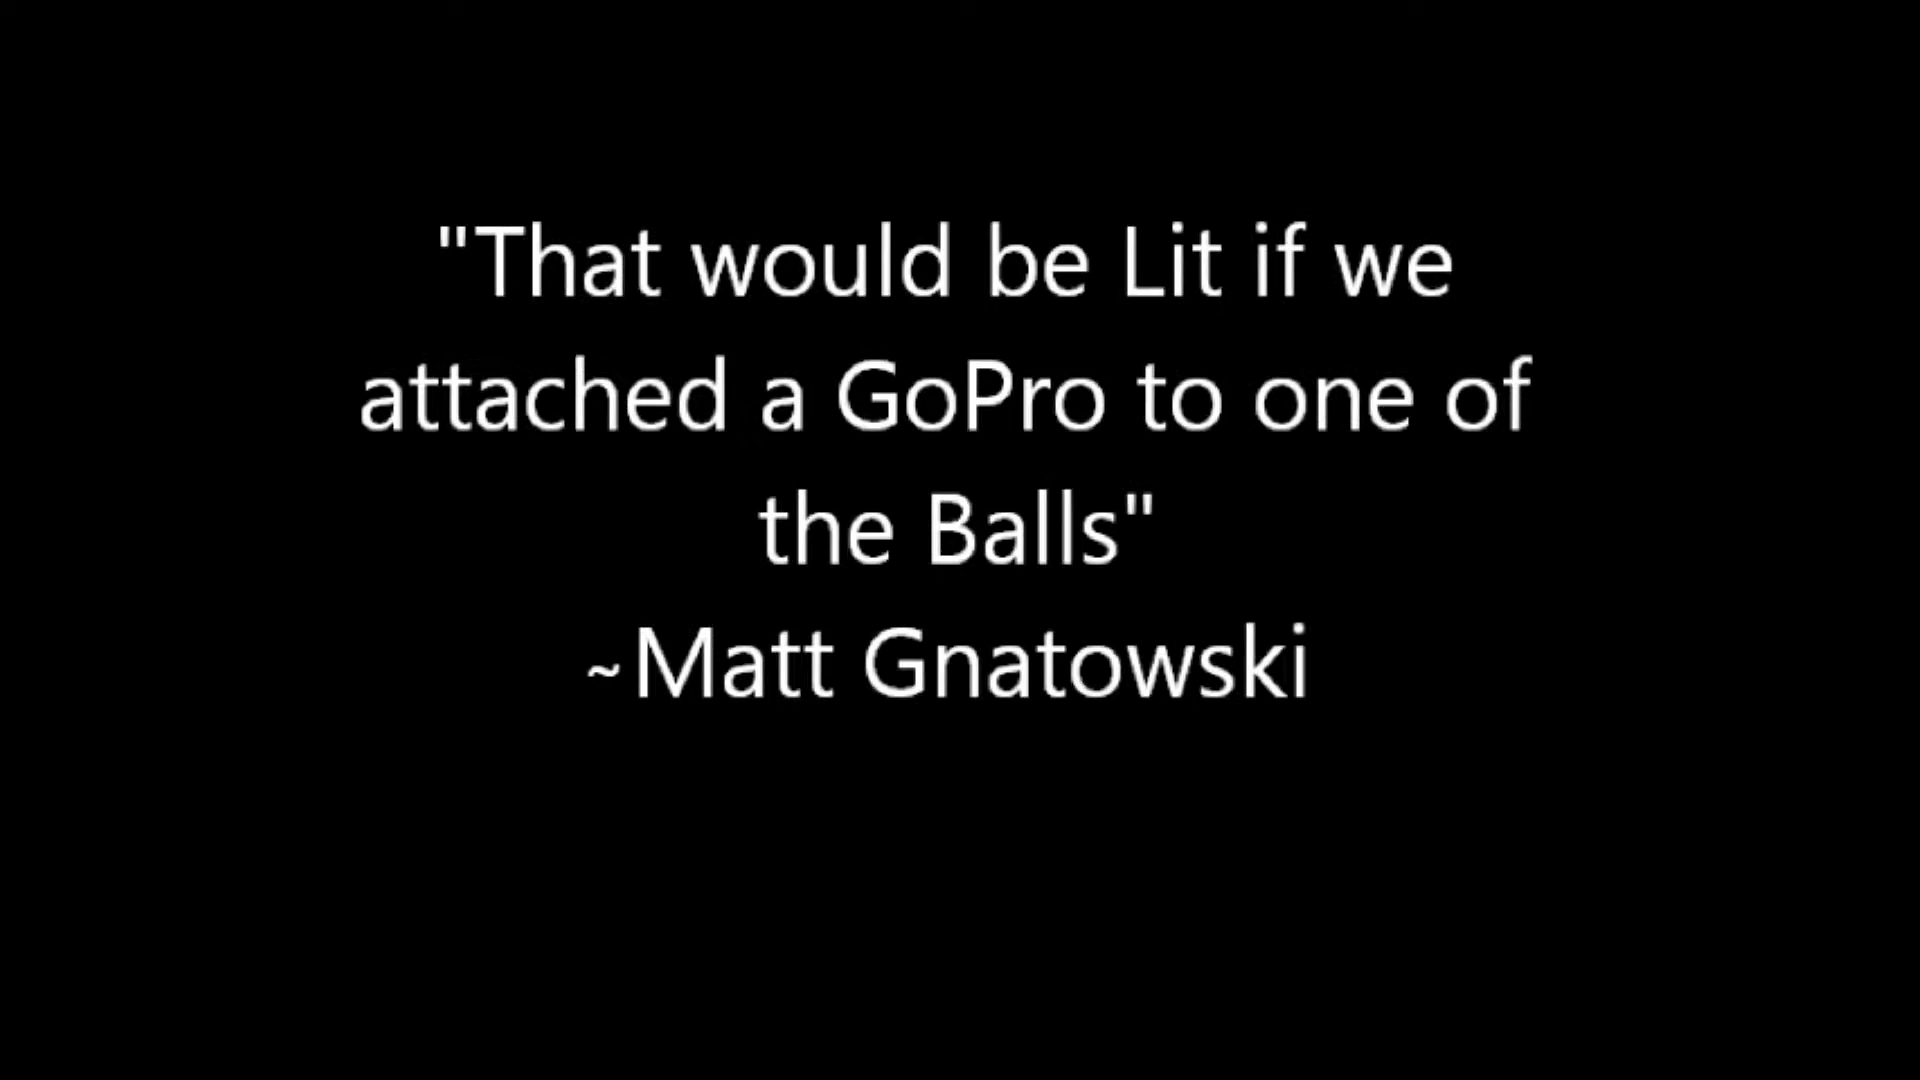 "That would be Lit if we
attached a GoPro to one of
the Balls"
~Matt Gnatowski